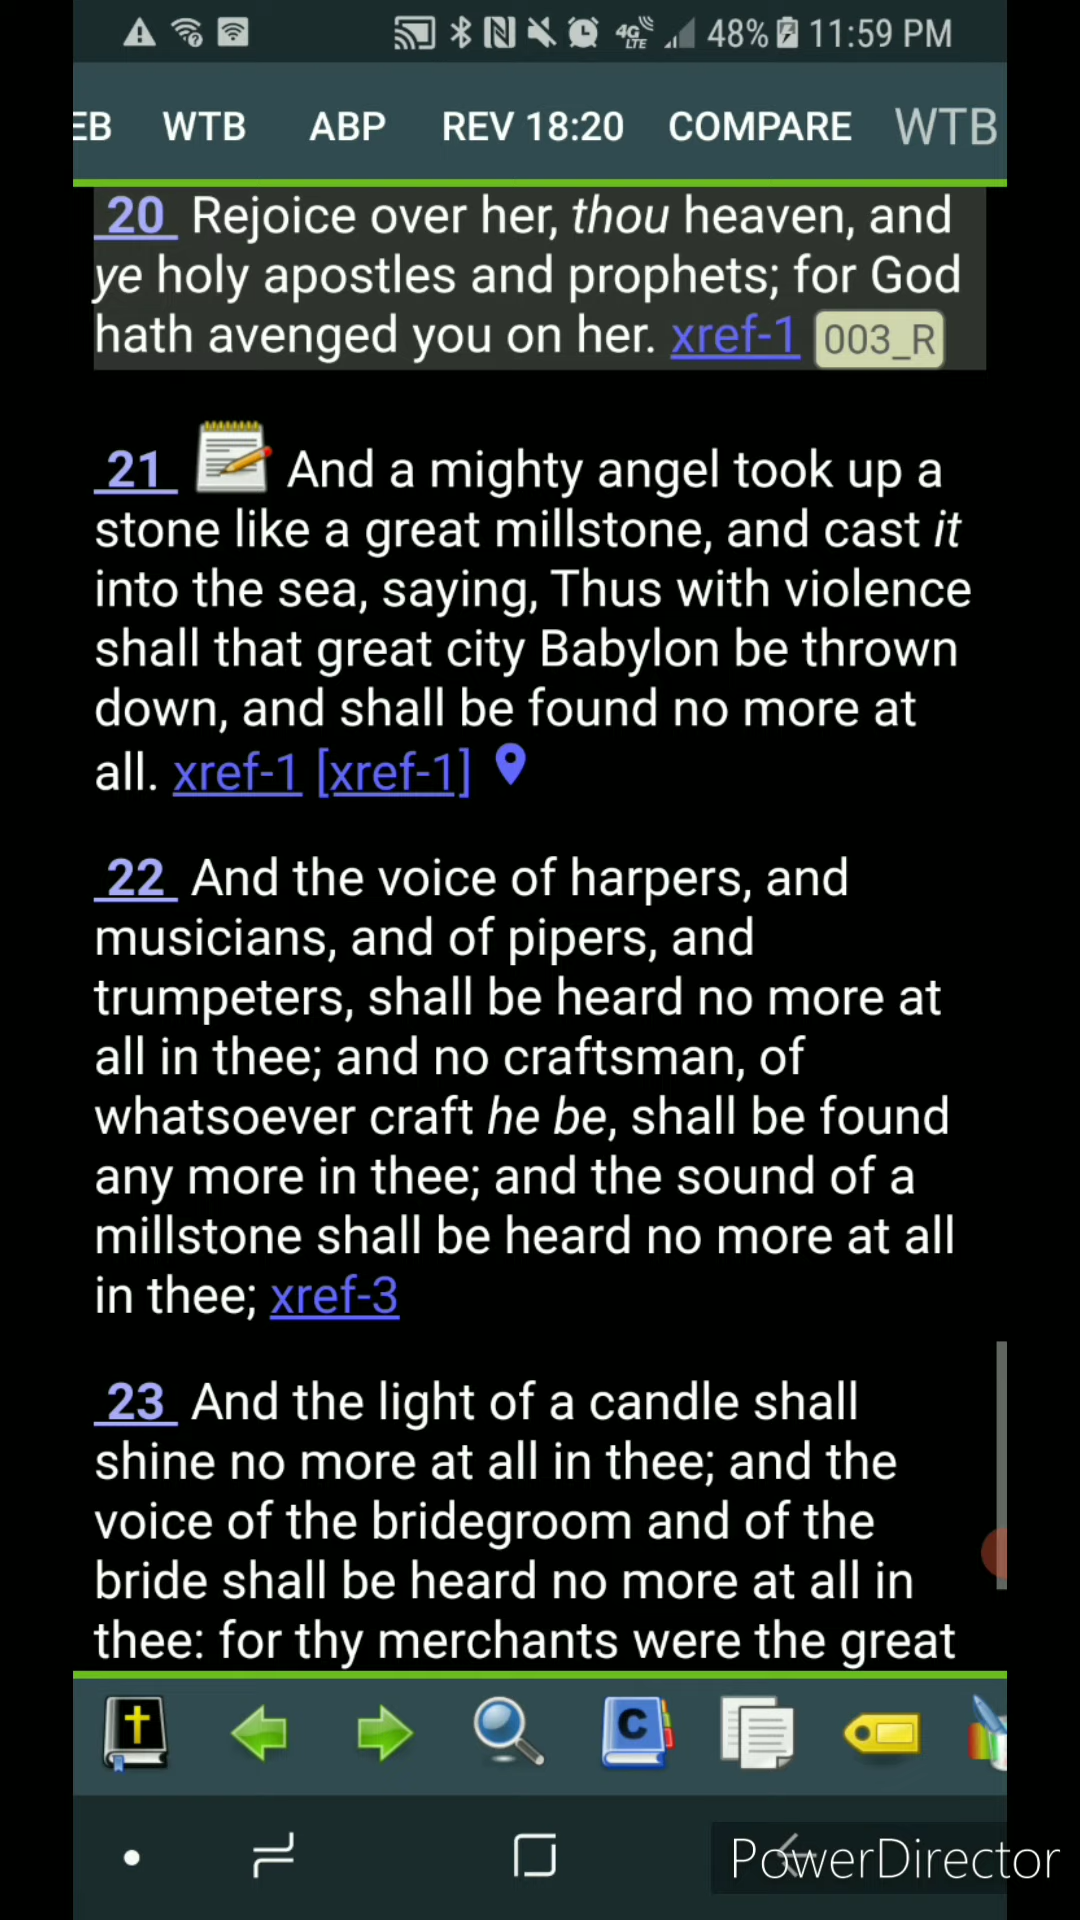 4G LTE 48% 11:59 PM
EB WTB ABP REV 18:20 COMPARE WTB
20 Rejoice over her, thou heaven, and
ye holy apostles and prophets; for God
hath avenged you on her. xref-1 003_R
21 And a mighty angel took up a
stone like a great millstone, and cast it
into the sea, saying, Thus with violence
shall that great city Babylon be thrown
down, and shall be found no more at
all. xref-1 [xref-1]
22 And the voice of harpers, and
musicians, and of pipers, and
trumpeters, shall be heard no more at
all in thee; and no craftsman, of
whatsoever craft he be, shall be found
any more in thee; and the sound of a
millstone shall be heard no more at all
in thee; xref-3
23 And the light of a candle shall
shine no more at all in thee; and the
voice of the bridegroom and of the
bride shall be heard no more at all in
thee: for thy merchants were the great
C
PowerDirector